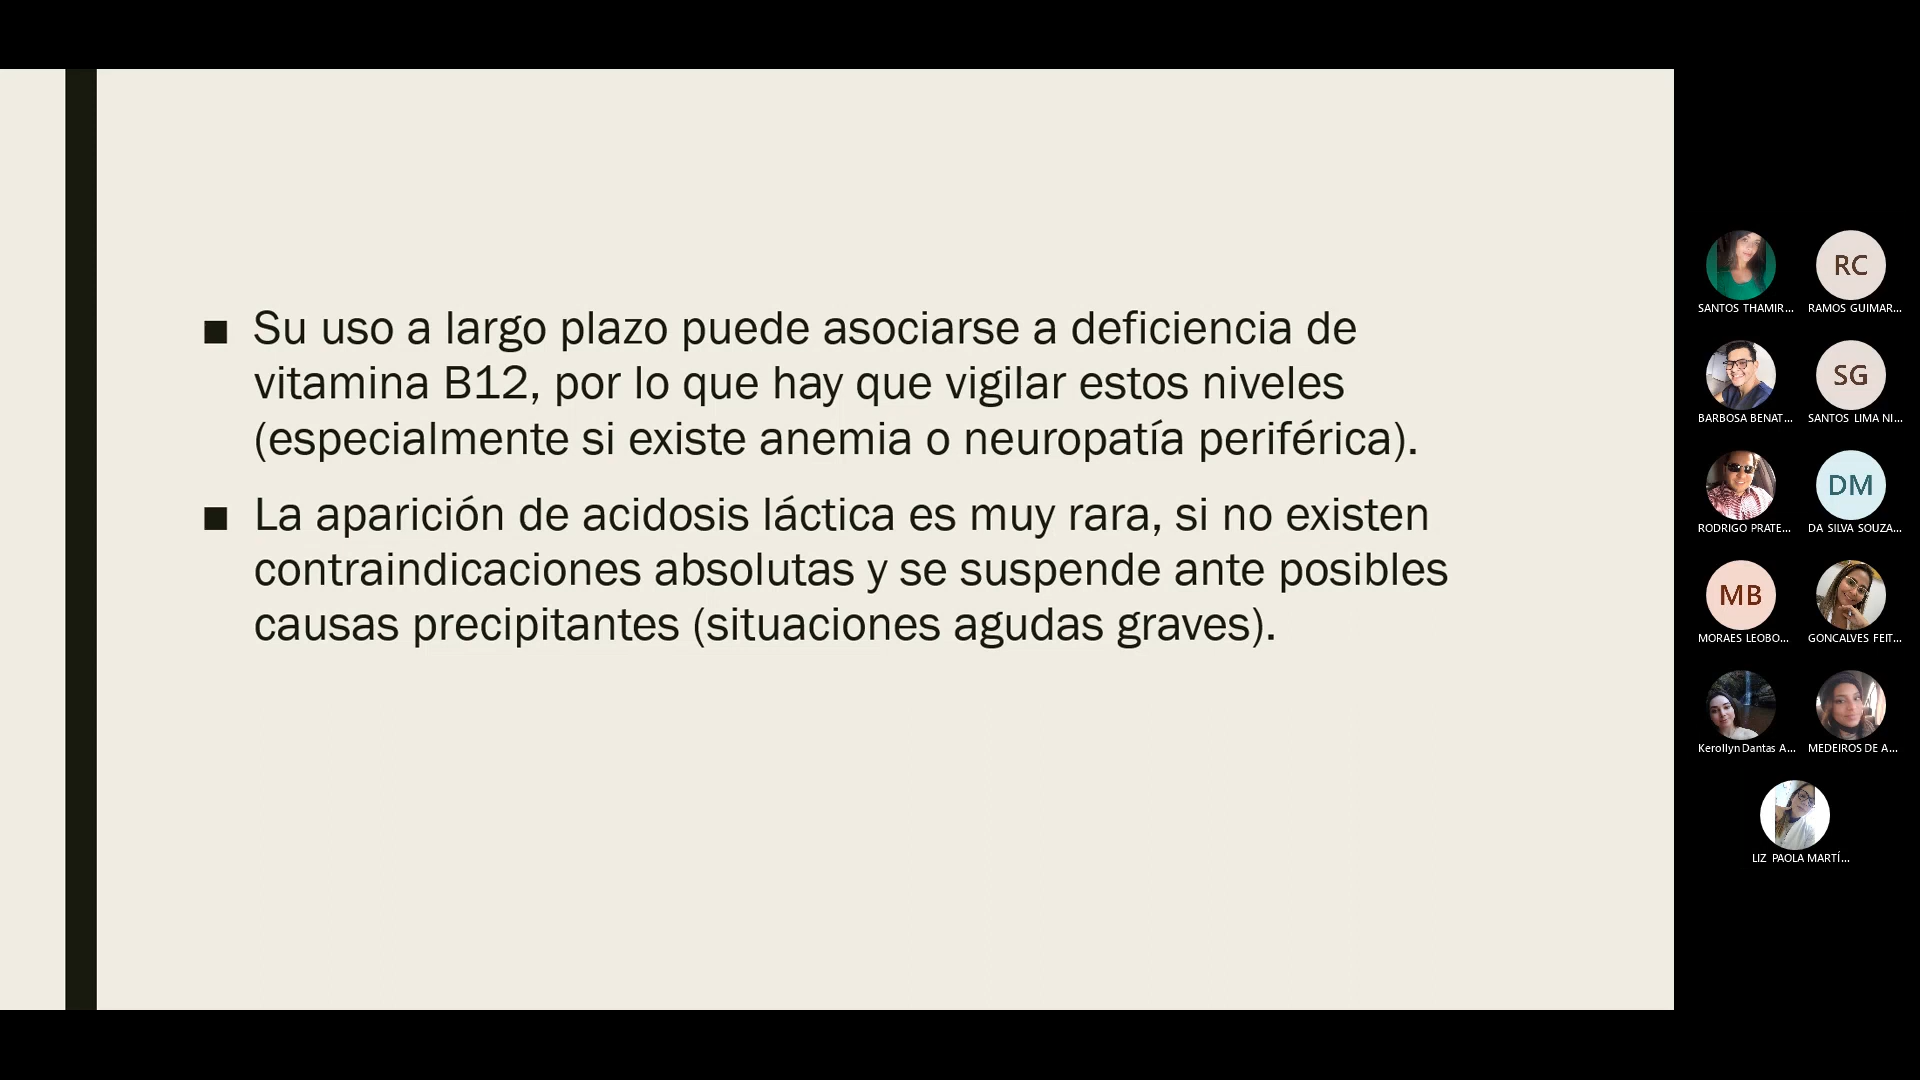 ■ Su uso a largo plazo puede asociarse a deficiencia de
vitamina B12, por lo que hay que vigilar estos niveles
(especialmente si existe anemia o neuropatía periférica).
■ La aparición de acidosis láctica es muy rara, si no existen
contraindicaciones absolutas y se suspende ante posibles
causas precipitantes (situaciones agudas graves).
SANTOS THAMIR...
RC
RAMOS GUIMAR...
BARBOSA BENAT...
SG
SANTOS LIMA NI...
RODRIGO PRATE...
DM
DA SILVA SOUZA...
MB
MORAES LEOBO...
GONCALVES FEIT...
Kerollyn Dantas A...
MEDEIROS DE A...
LIZ PAOLA MARTÍ...